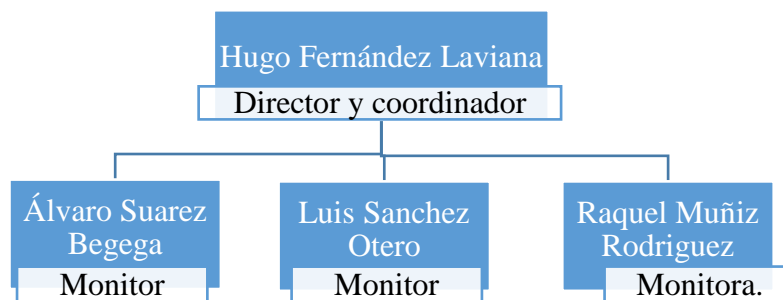 Hugo Fernández Laviana
Director y coordinador
Álvaro Suarez
Begega
Monitor
Luis Sanchez
Otero
Monitor
Raquel Muñiz
Rodriguez
Monitora.